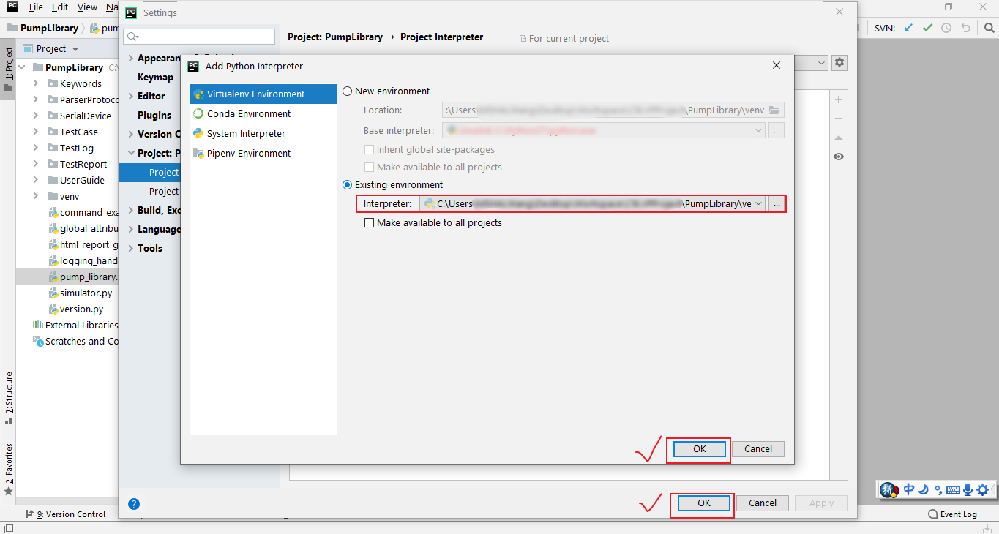 File Edit View Na
Settings
PumpLibrary
pum
Project: PumpLibrary › Project Interpreter
For current project
SVN:
Project
1: Project
PumpLibrary C:\
Keywords
ParserProtoco
SerialDevice
TestCase
TestLog
TestReport
UserGuide
venv
command_exa
global_attribu
html_report_g
logging_hand
pump_library.
simulator.py
version.py
External Libraries
Scratches and Co
Keymap
Editor
Plugins
Version C
Project: P
Project
Project
Build, Exe
Language
Tools
Add Python Interpreter
Virtualenv Environment
Conda Environment
System Interpreter
Pipenv Environment
New environment
Location: :\Users\ \PumpLibrary\venv
Base interpreter:
Inherit global site-packages
Make available to all projects
Existing environment
Interpreter: C:\Users \PumpLibrary\ve ...
Make available to all projects
OK Cancel
OK Cancel Apply
7: Structure
2: Favorites
9: Version Control
中
Event Log